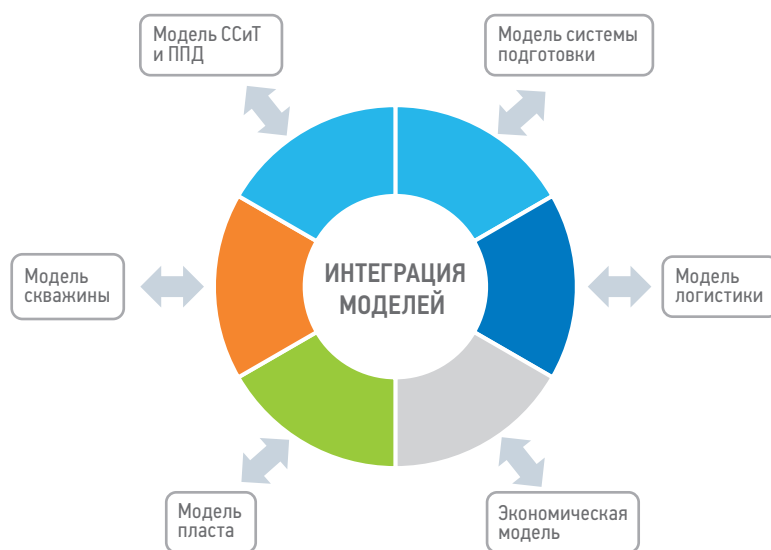 Модель ССиТ
и ППД
Модель системы
подготовки
Модель
скважины
ИНТЕГРАЦИЯ
МОДЕЛЕЙ
Модель
логистики
Модель
пласта
Экономическая
модель